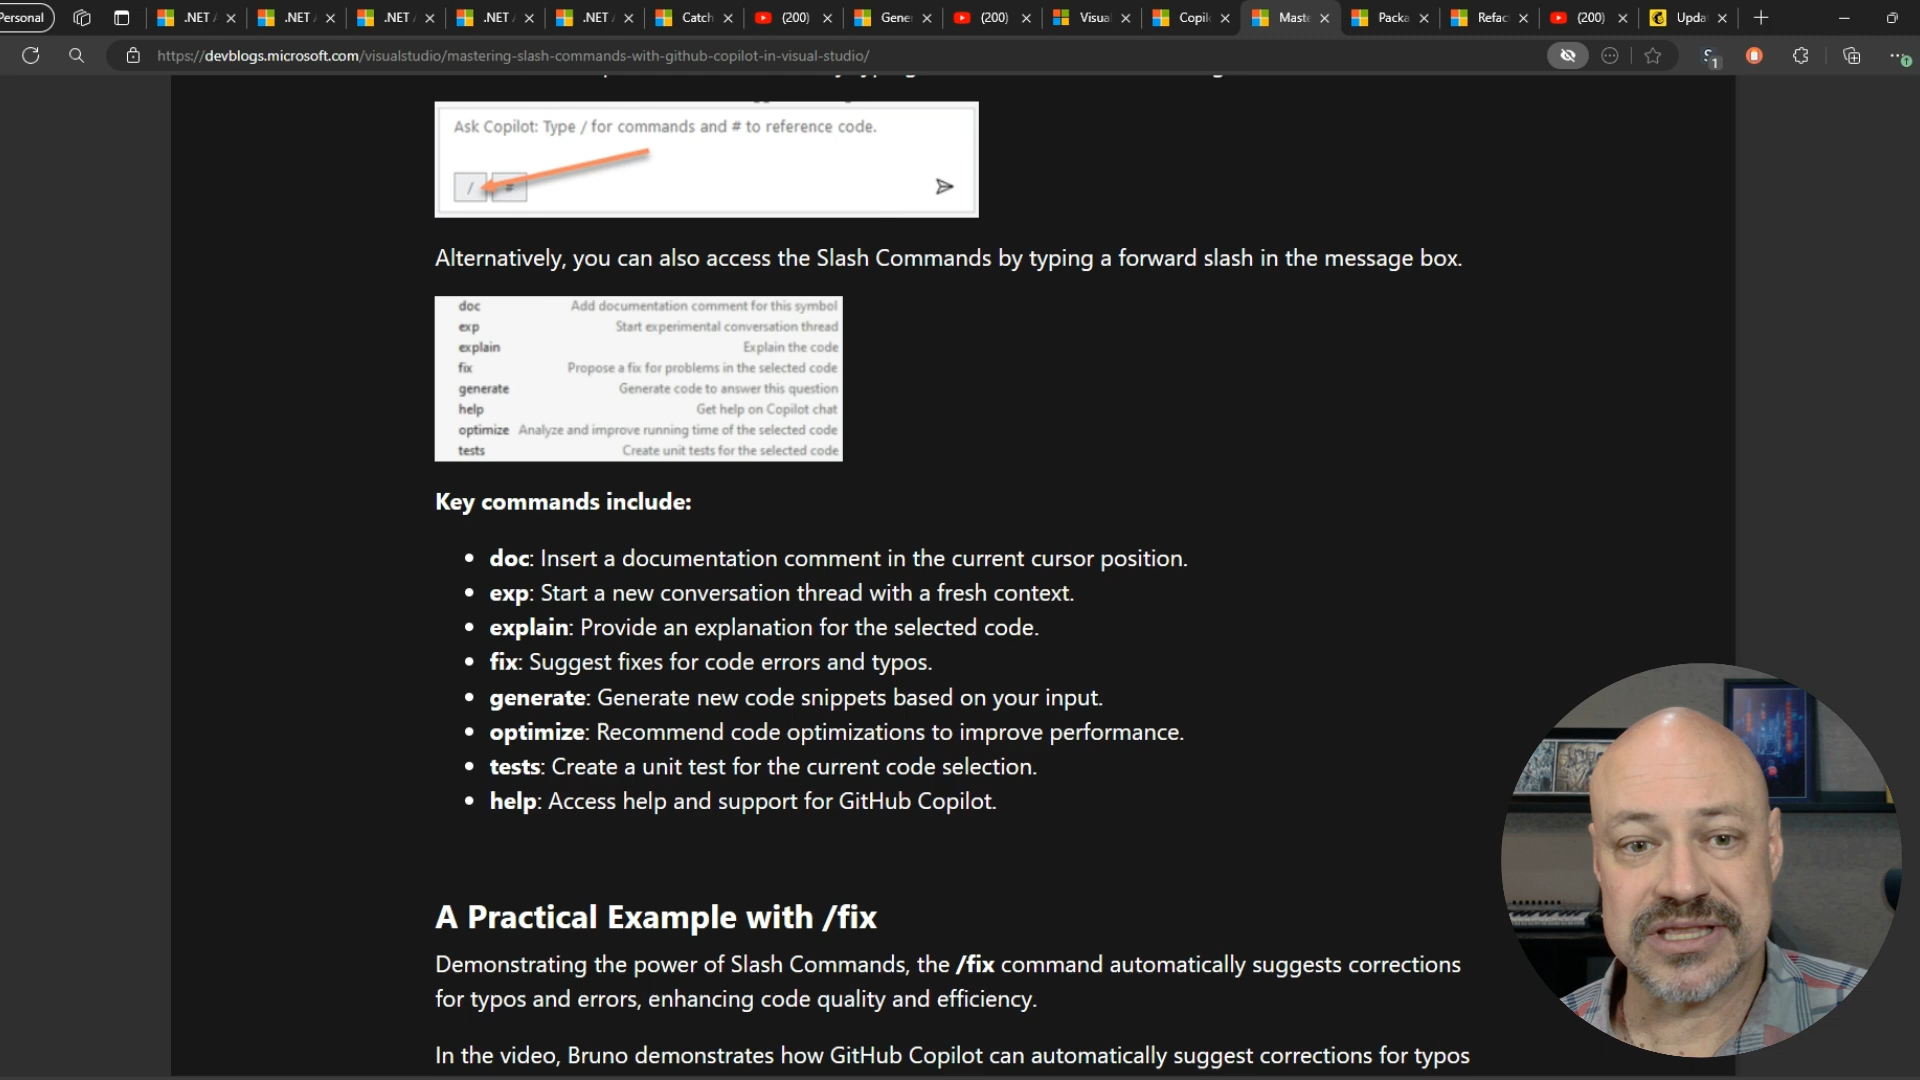 Personal
.NET
.NET
.NET
.NET
.NET
Catch
(200)
Gene
(200)
Visua
Copil
Maste
Packa
Refac
(200)
Upda
https://devblogs.microsoft.com/visualstudio/mastering-slash-commands-with-github-copilot-in-visual-studio/
1
Ask Copilot: Type / for commands and # to reference code.
/ #
Alternatively, you can also access the Slash Commands by typing a forward slash in the message box.
doc Add documentation comment for this symbol
exp Start experimental conversation thread
explain Explain the code
fix Propose a fix for problems in the selected code
generate Generate code to answer this question
help Get help on Copilot chat
optimize Analyze and improve running time of the selected code
tests Create unit tests for the selected code
Key commands include:
• doc: Insert a documentation comment in the current cursor position.
• exp: Start a new conversation thread with a fresh context.
• explain: Provide an explanation for the selected code.
• fix: Suggest fixes for code errors and typos.
• generate: Generate new code snippets based on your input.
• optimize: Recommend code optimizations to improve performance.
• tests: Create a unit test for the current code selection.
• help: Access help and support for GitHub Copilot.
A Practical Example with /fix
Demonstrating the power of Slash Commands, the /fix command automatically suggests corrections
for typos and errors, enhancing code quality and efficiency.
In the video, Bruno demonstrates how GitHub Copilot can automatically suggest corrections for typos